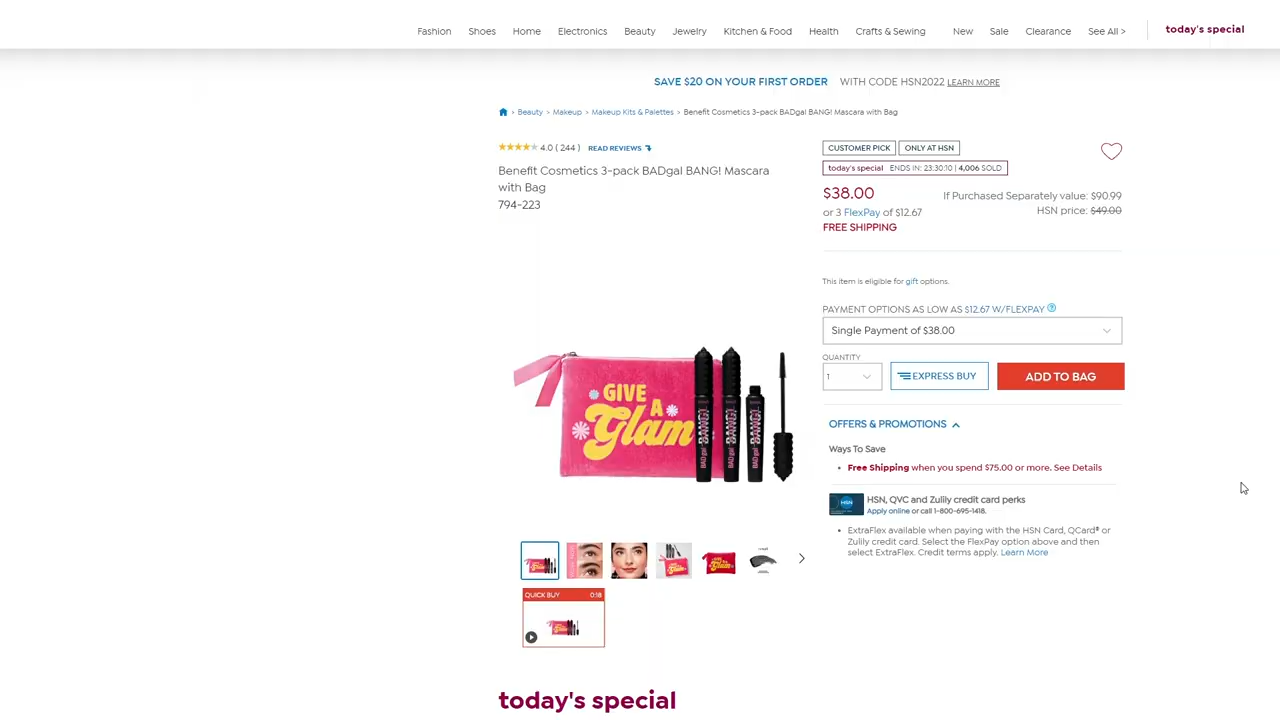 Fashion Shoes Home Electronics Beauty Jewelry Kitchen & Food Health Crafts & Sewing New Sale Clearance See All > today's special
SAVE $20 ON YOUR FIRST ORDER WITH CODE HSN2022 LEARN MORE
> Beauty > Makeup > Makeup Kits & Palettes > Benefit Cosmetics 3-pack BADgal BANG! Mascara with Bag
4.0 ( 244 ) READ REVIEWS
Benefit Cosmetics 3-pack BADgal BANG! Mascara
with Bag
794-223
CUSTOMER PICK ONLY AT HSN
today's special ENDS IN: 23:30:10 | 4,006 SOLD
$38.00 If Purchased Separately value: $90.99
or 3 FlexPay of $12.67 HSN price: $49.00
FREE SHIPPING
This item is eligible for gift options.
PAYMENT OPTIONS AS LOW AS $12.67 W/FLEXPAY ?
Single Payment of $38.00
QUANTITY
1 EXPRESS BUY ADD TO BAG
GIVE
A
Glam
BADgal BANG!
BADgal BANG!
BADgal BANG!
OFFERS & PROMOTIONS
Ways To Save
• Free Shipping when you spend $75.00 or more. See Details
HSN
HSN, QVC and Zulily credit card perks
Apply online or call 1-800-695-1418.
• ExtraFlex available when paying with the HSN Card, QCard® or
Zulily credit card. Select the FlexPay option above and then
select ExtraFlex. Credit terms apply. Learn More
QUICK BUY 0:18
today's special